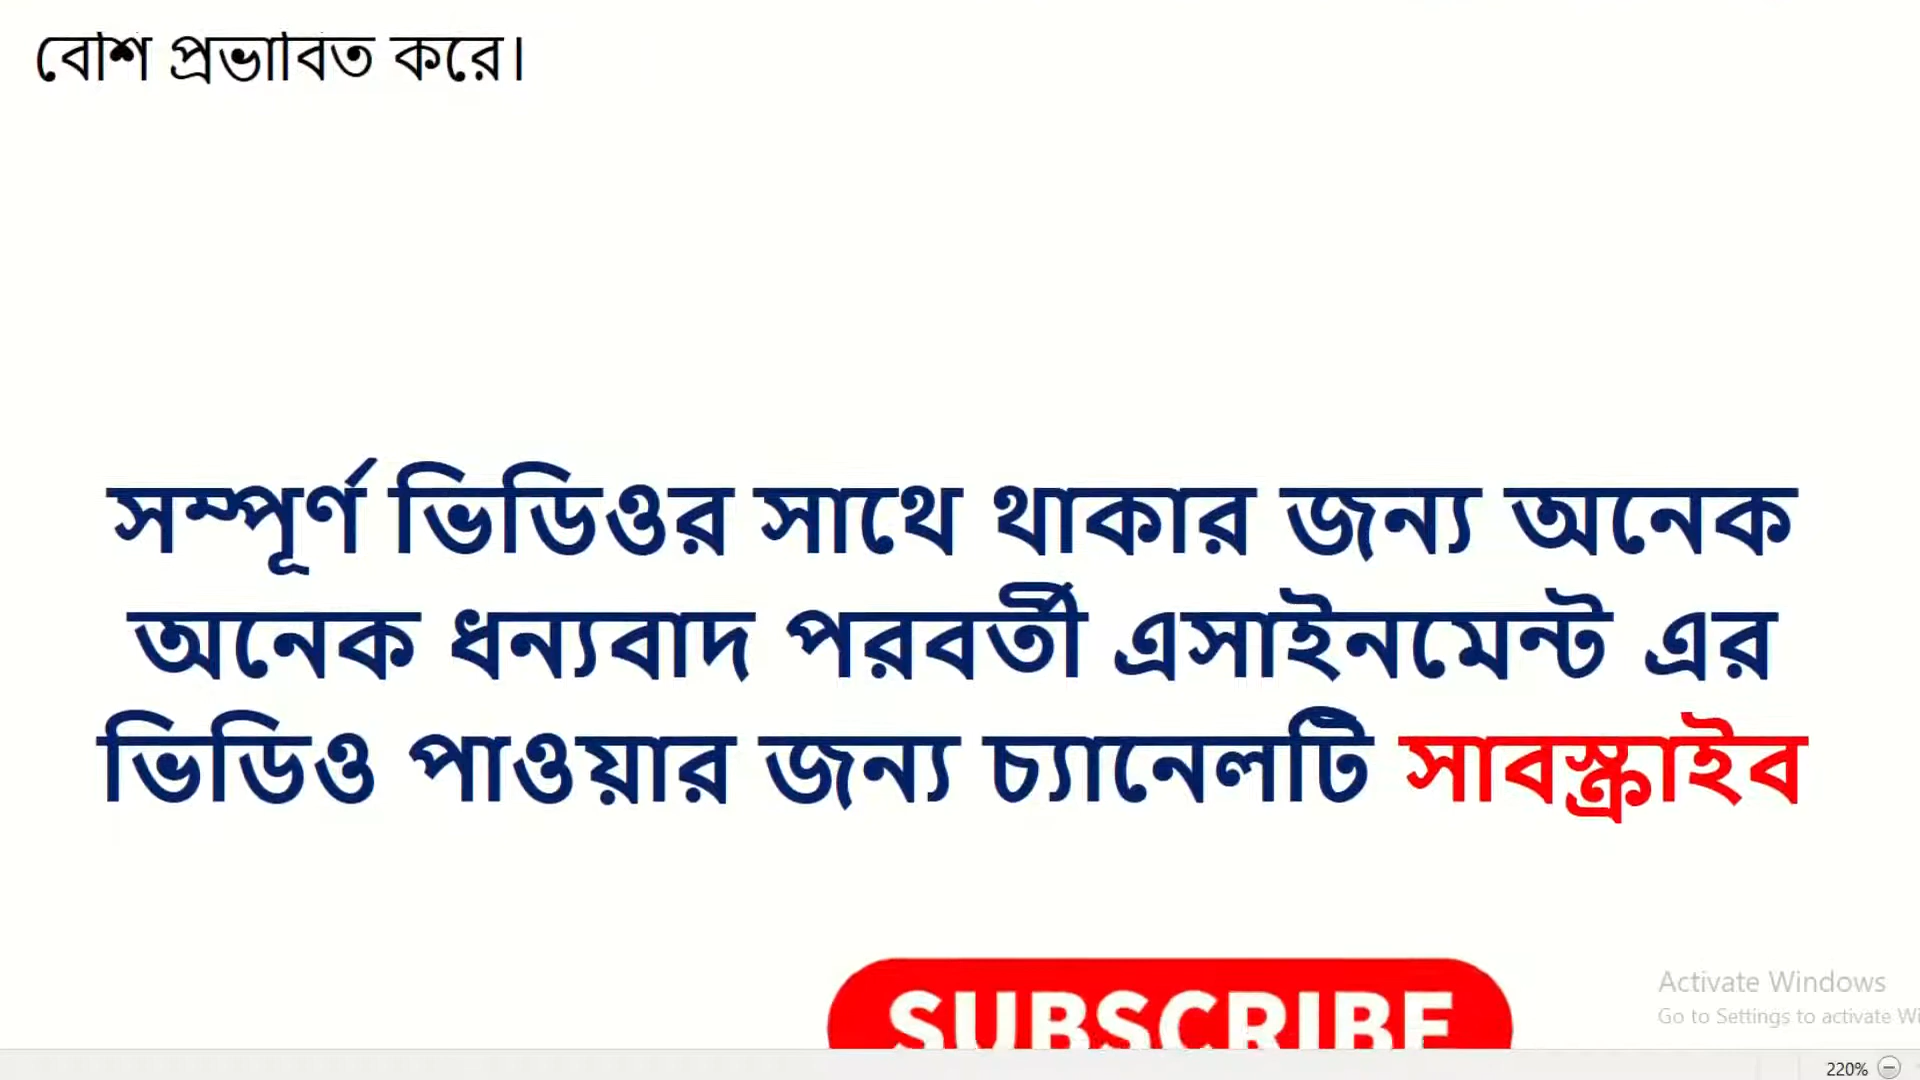 বেশি প্রভাবিত করে।
সম্পূর্ণ ভিডিওর সাথে থাকার জন্য অনেক
অনেক ধন্যবাদ পরবর্তী এসাইনমেন্ট এর
ভিডিও পাওয়ার জন্য চ্যানেলটি সাবস্ক্রাইব
SUBSCRIBE
Activate Windows
Go to Settings to activate Wi
220%